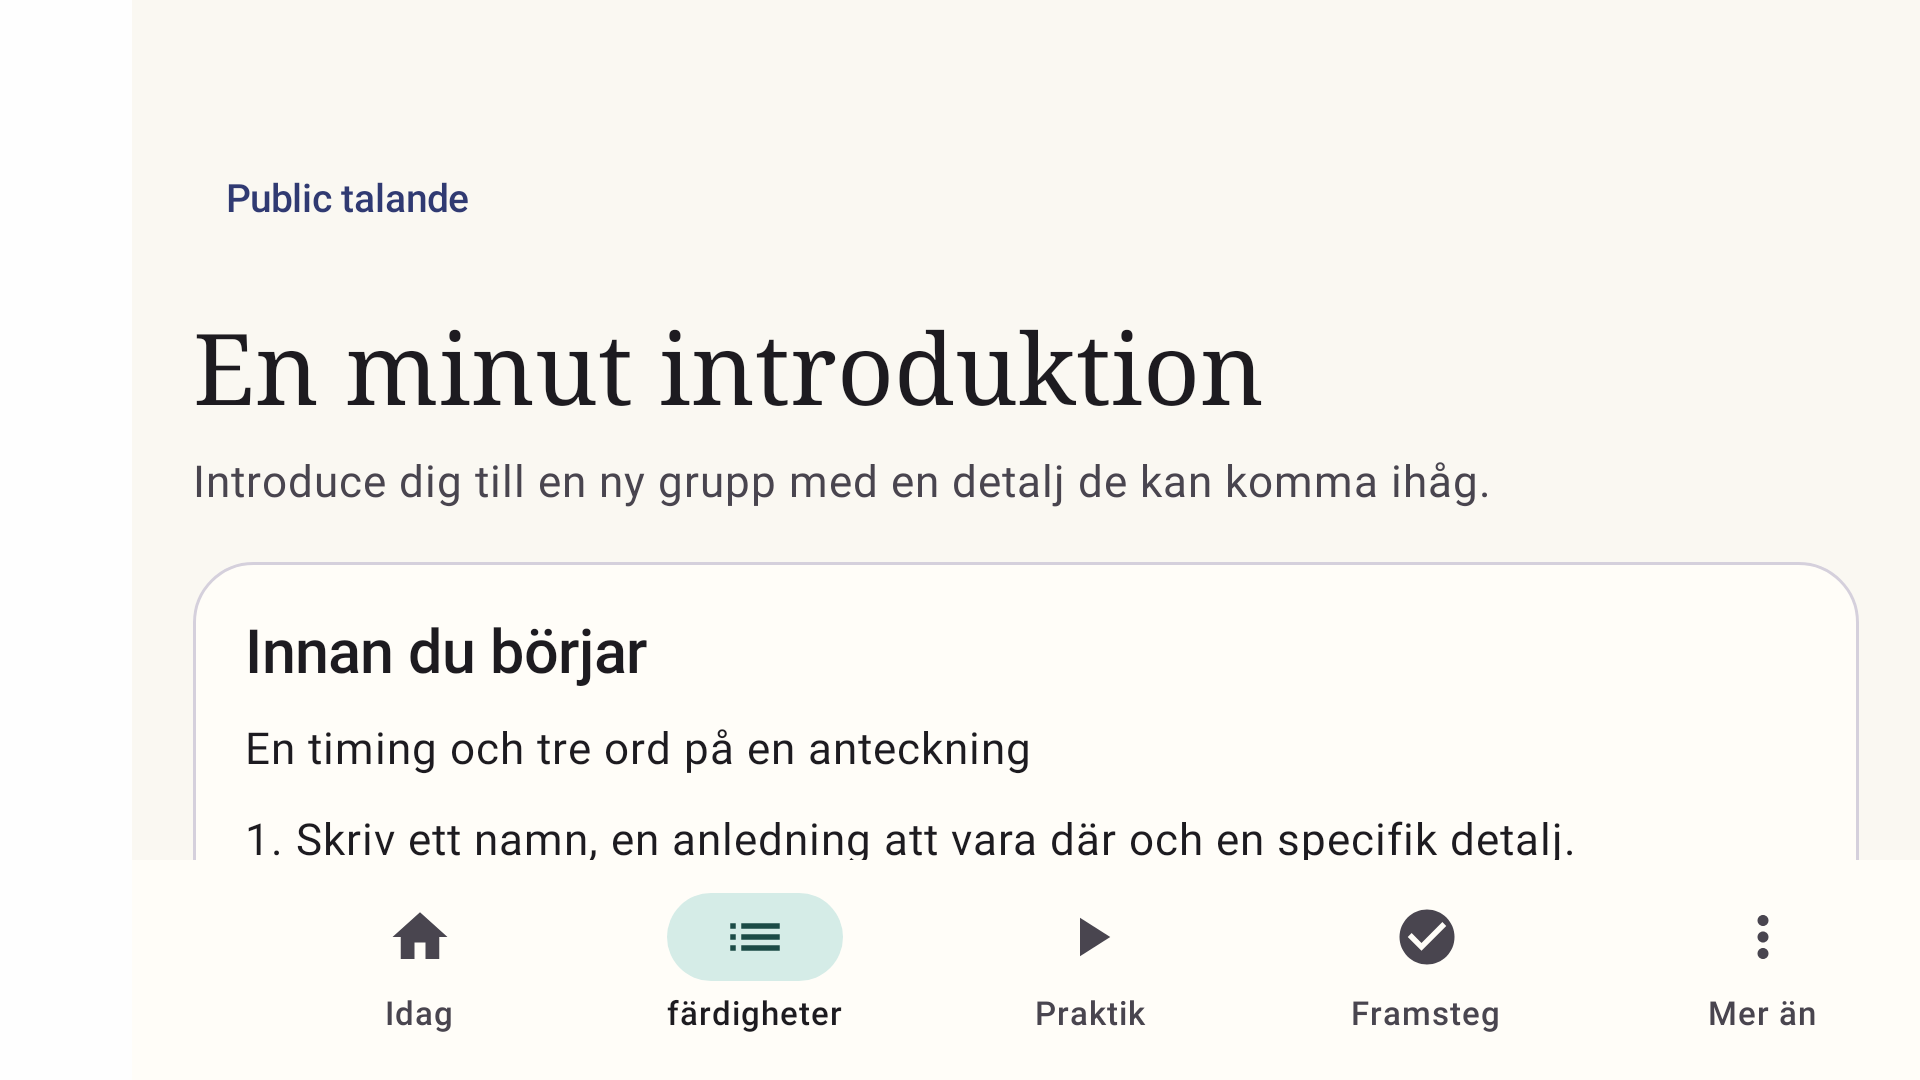 Public talande
En minut introduktion
Introduce dig till en ny grupp med en detalj de kan komma ihåg.
Innan du börjar
En timing och tre ord på en anteckning
1. Skriv ett namn, en anledning att vara där och en specifik detalj.
Idag
färdigheter
Praktik
Framsteg
Mer än